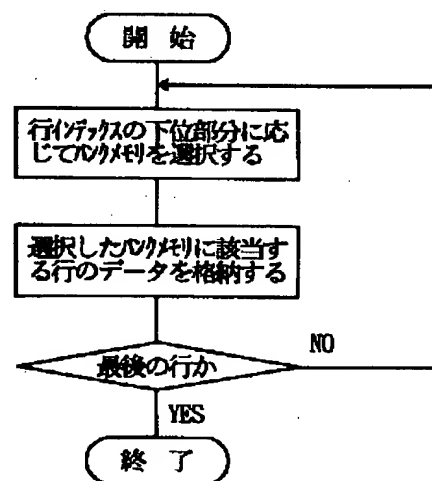 開 始
行インデックスの下位部分に応
じてバンクメモリを選択する
選択したバンクメモリに該当す
る行のデータを格納する
最後の行か
NO
YES
終 了